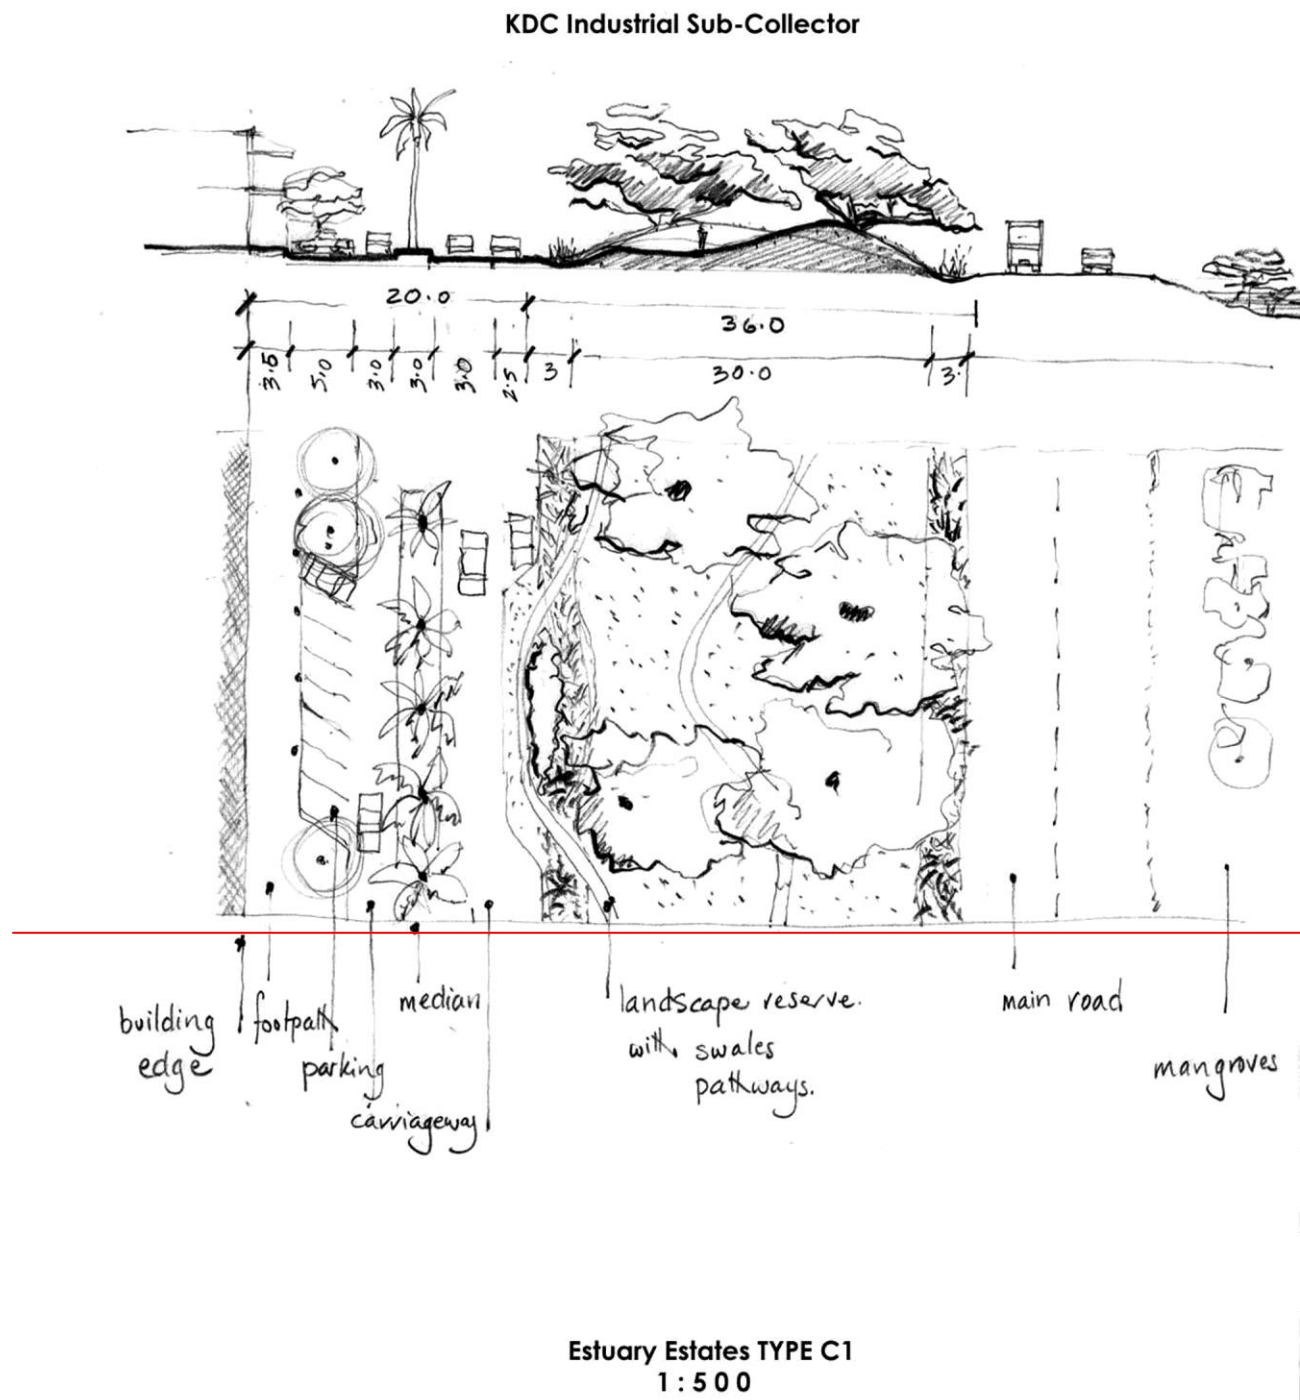 KDC Industrial Sub-Collector
20.0
36.0
3.5
5.0
3.0
3.0
3.0
2.5
3
30.0
3.
building
edge
footpath
parking
carriageway
median
landscape reserve.
with swales
pathways.
main road
mangroves
Estuary Estates TYPE C1
1:500